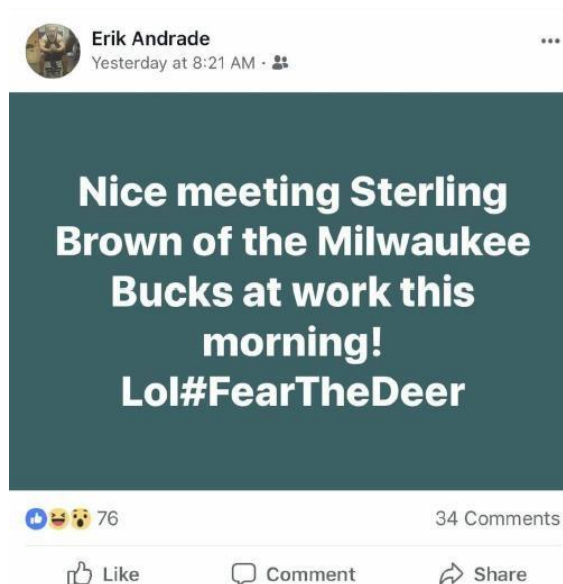 Erik Andrade
Yesterday at 8:21 AM ·
Nice meeting Sterling
Brown of the Milwaukee
Bucks at work this
morning!
Lol#FearTheDeer
76
34 Comments
Like
Comment
Share